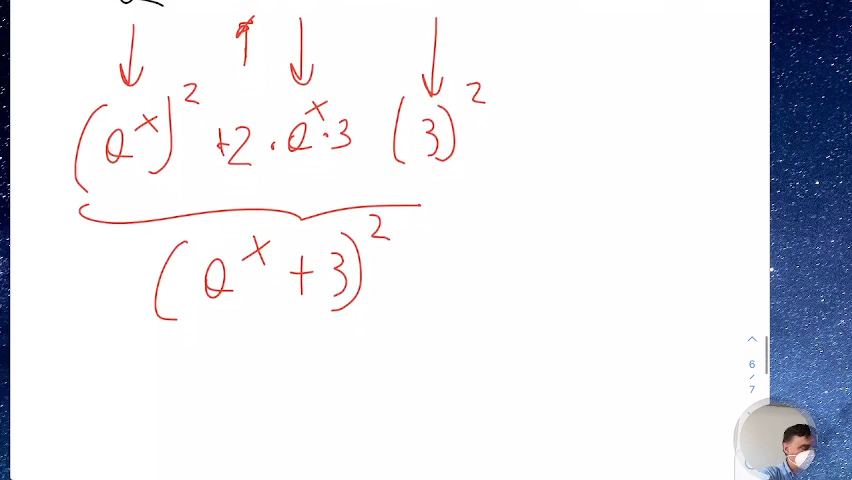 (a^x)^2 +2 · a^x · 3 (3)^2
(a^x + 3)^2
6
7